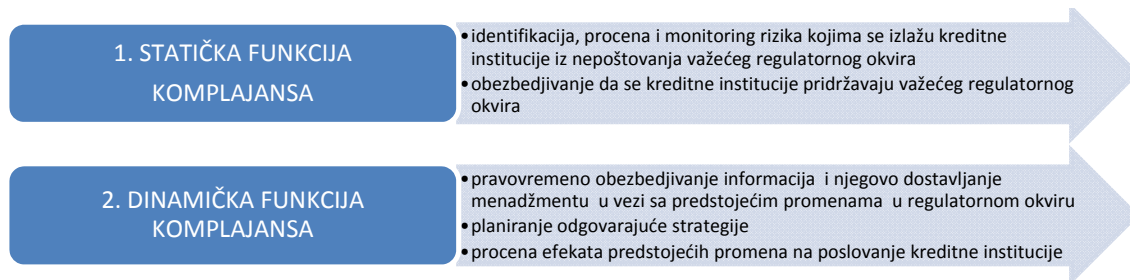 1. STATIČKA FUNKCIJA
KOMPLAJANSA
•identifikacija, procena i monitoring rizika kojima se izlažu kreditne
institucije iz nepoštovanja važećeg regulatornog okvira
•obezbedjivanje da se kreditne institucije pridržavaju važećeg regulatornog
okvira
2. DINAMIČKA FUNKCIJA
KOMPLAJANSA
•pravovremeno obezbedjivanje informacija i njegovo dostavljanje
menadžmentu u vezi sa predstojećim promenama u regulatornom okviru
•planiranje odgovarajuće strategije
•procena efekata predstojećih promena na poslovanje kreditne institucije